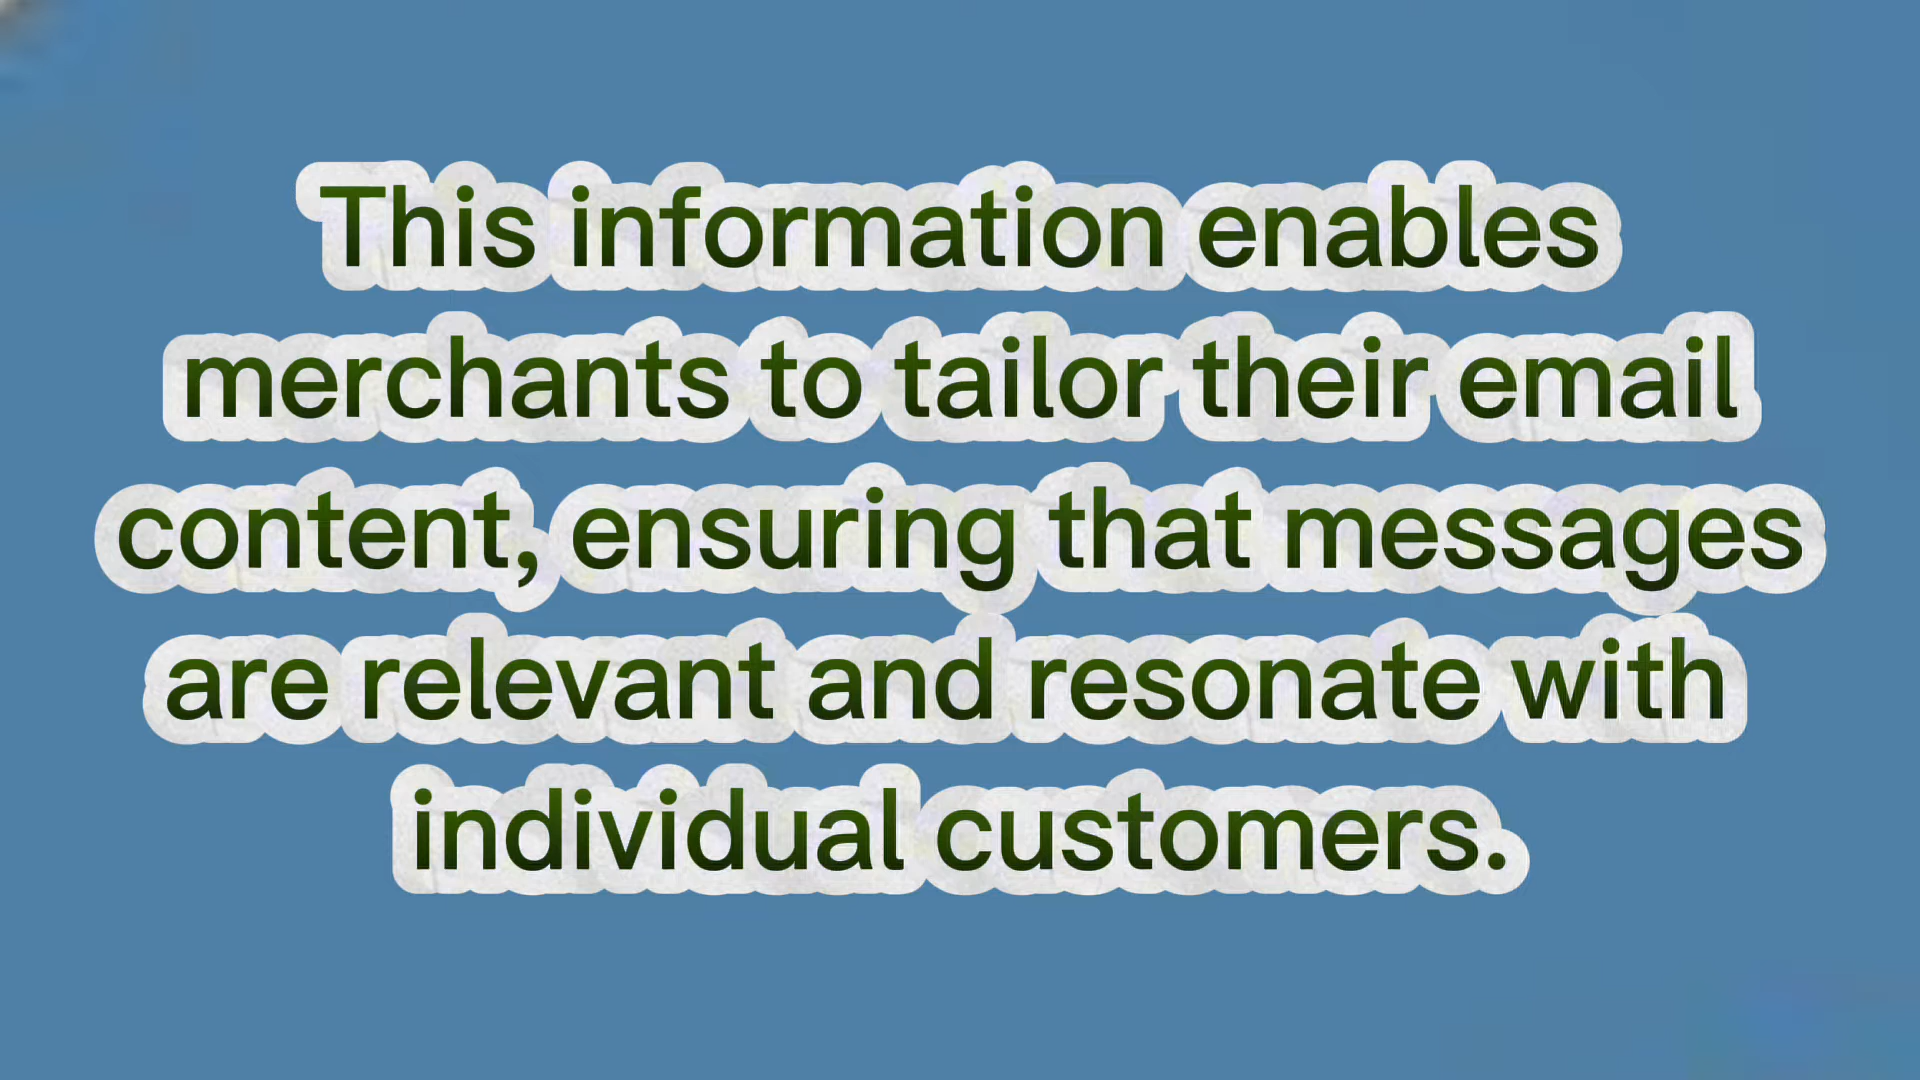 This information enables
merchants to tailor their email
content, ensuring that messages
are relevant and resonate with
individual customers.